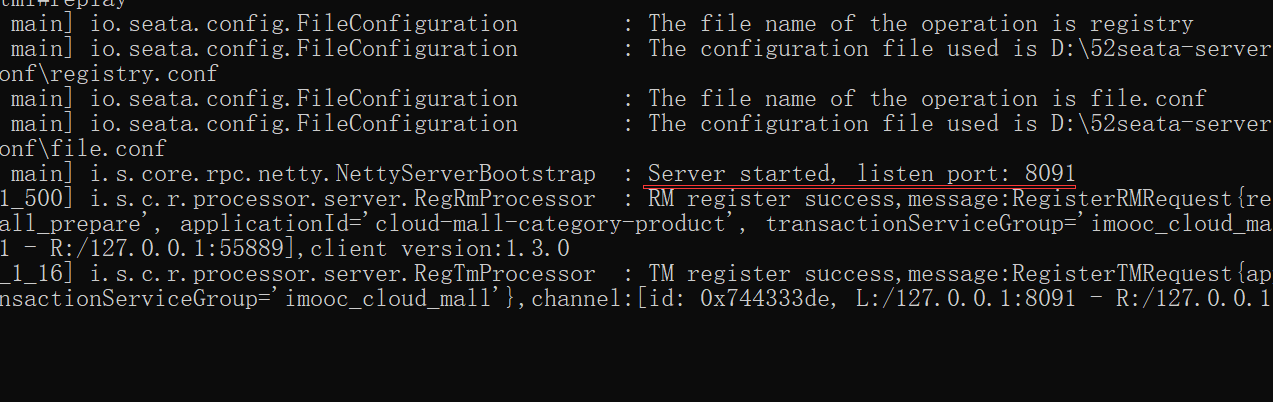 tml#replay
main] io.seata.config.FileConfiguration : The file name of the operation is registry
main] io.seata.config.FileConfiguration : The configuration file used is D:\52seata-server
onf\registry.conf
main] io.seata.config.FileConfiguration : The file name of the operation is file.conf
main] io.seata.config.FileConfiguration : The configuration file used is D:\52seata-server
onf\file.conf
main] i.s.core.rpc.netty.NettyServerBootstrap : Server started, listen port: 8091
1_500] i.s.c.r.processor.server.RegRmProcessor : RM register success,message:RegisterRMRequest{re
all_prepare', applicationId='cloud-mall-category-product', transactionServiceGroup='imooc_cloud_ma
1 - R:/127.0.0.1:55889],client version:1.3.0
_1_16] i.s.c.r.processor.server.RegTmProcessor : TM register success,message:RegisterTMRequest{ap
nsactionServiceGroup='imooc_cloud_mall'},channel:[id: 0x744333de, L:/127.0.0.1:8091 - R:/127.0.0.1